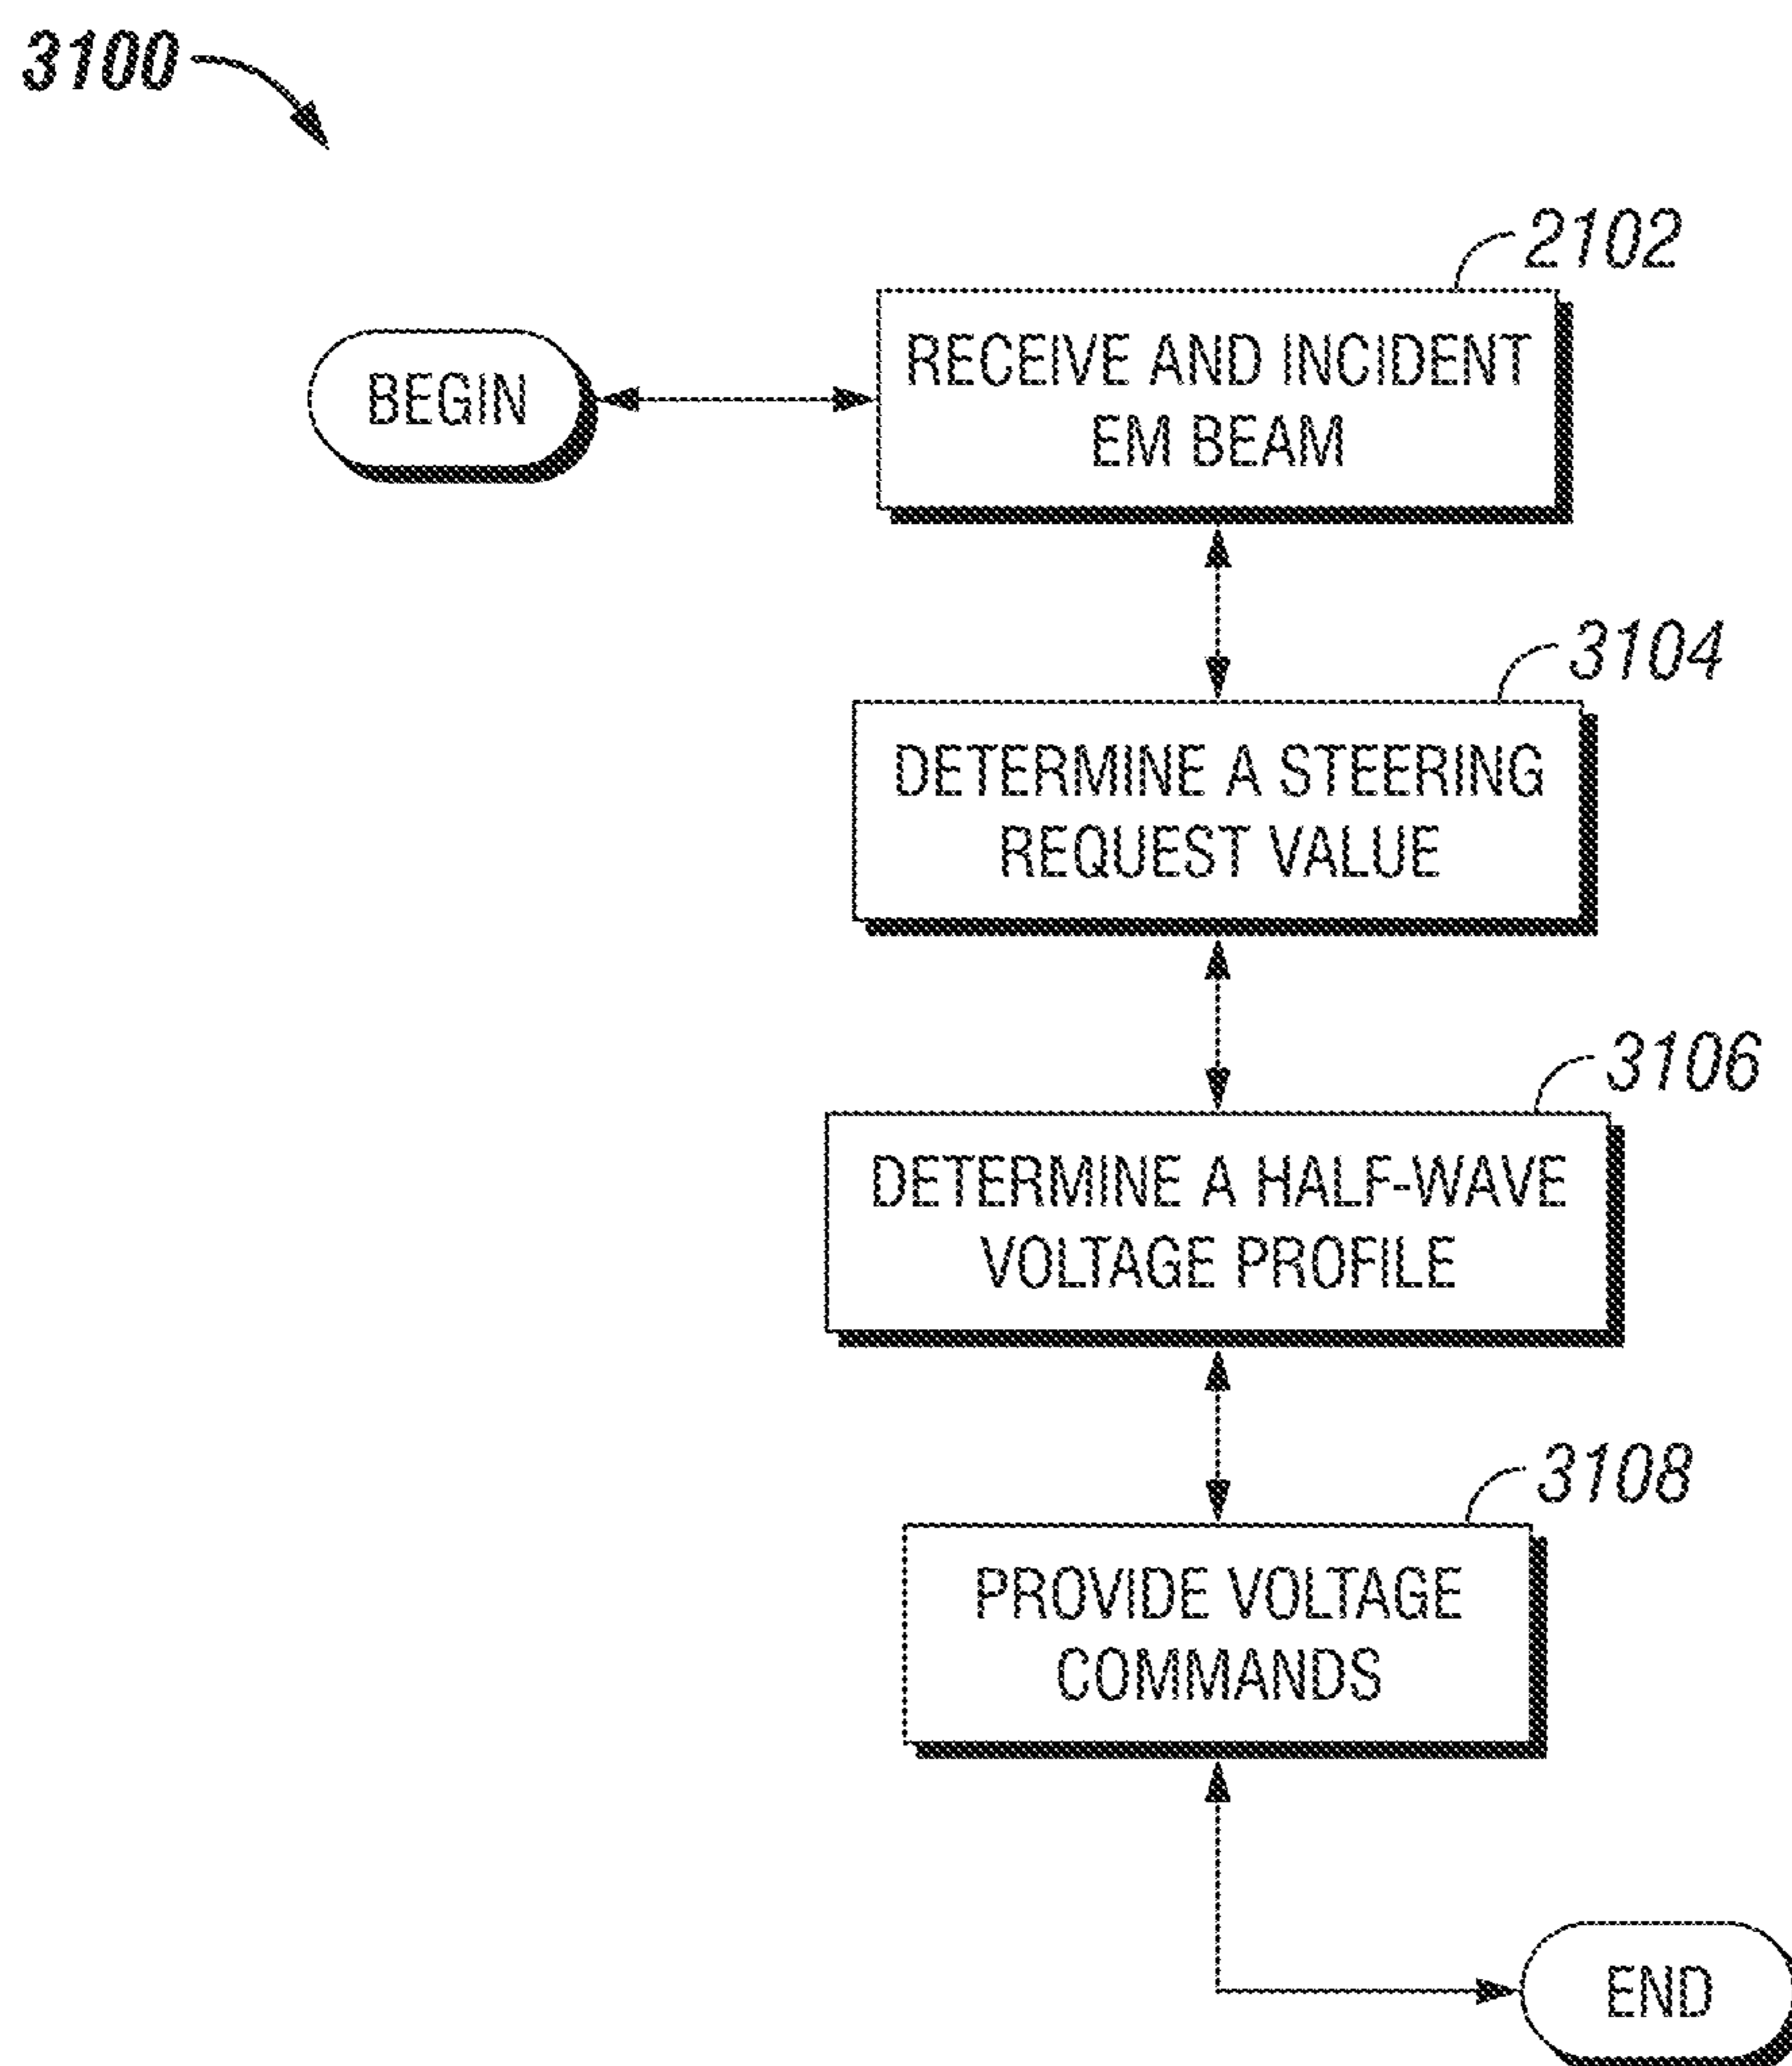 3100
2102
BEGIN
RECEIVE AND INCIDENT
EM BEAM
3104
DETERMINE A STEERING
REQUEST VALUE
3106
DETERMINE A HALF-WAVE
VOLTAGE PROFILE
3108
PROVIDE VOLTAGE
COMMANDS
END